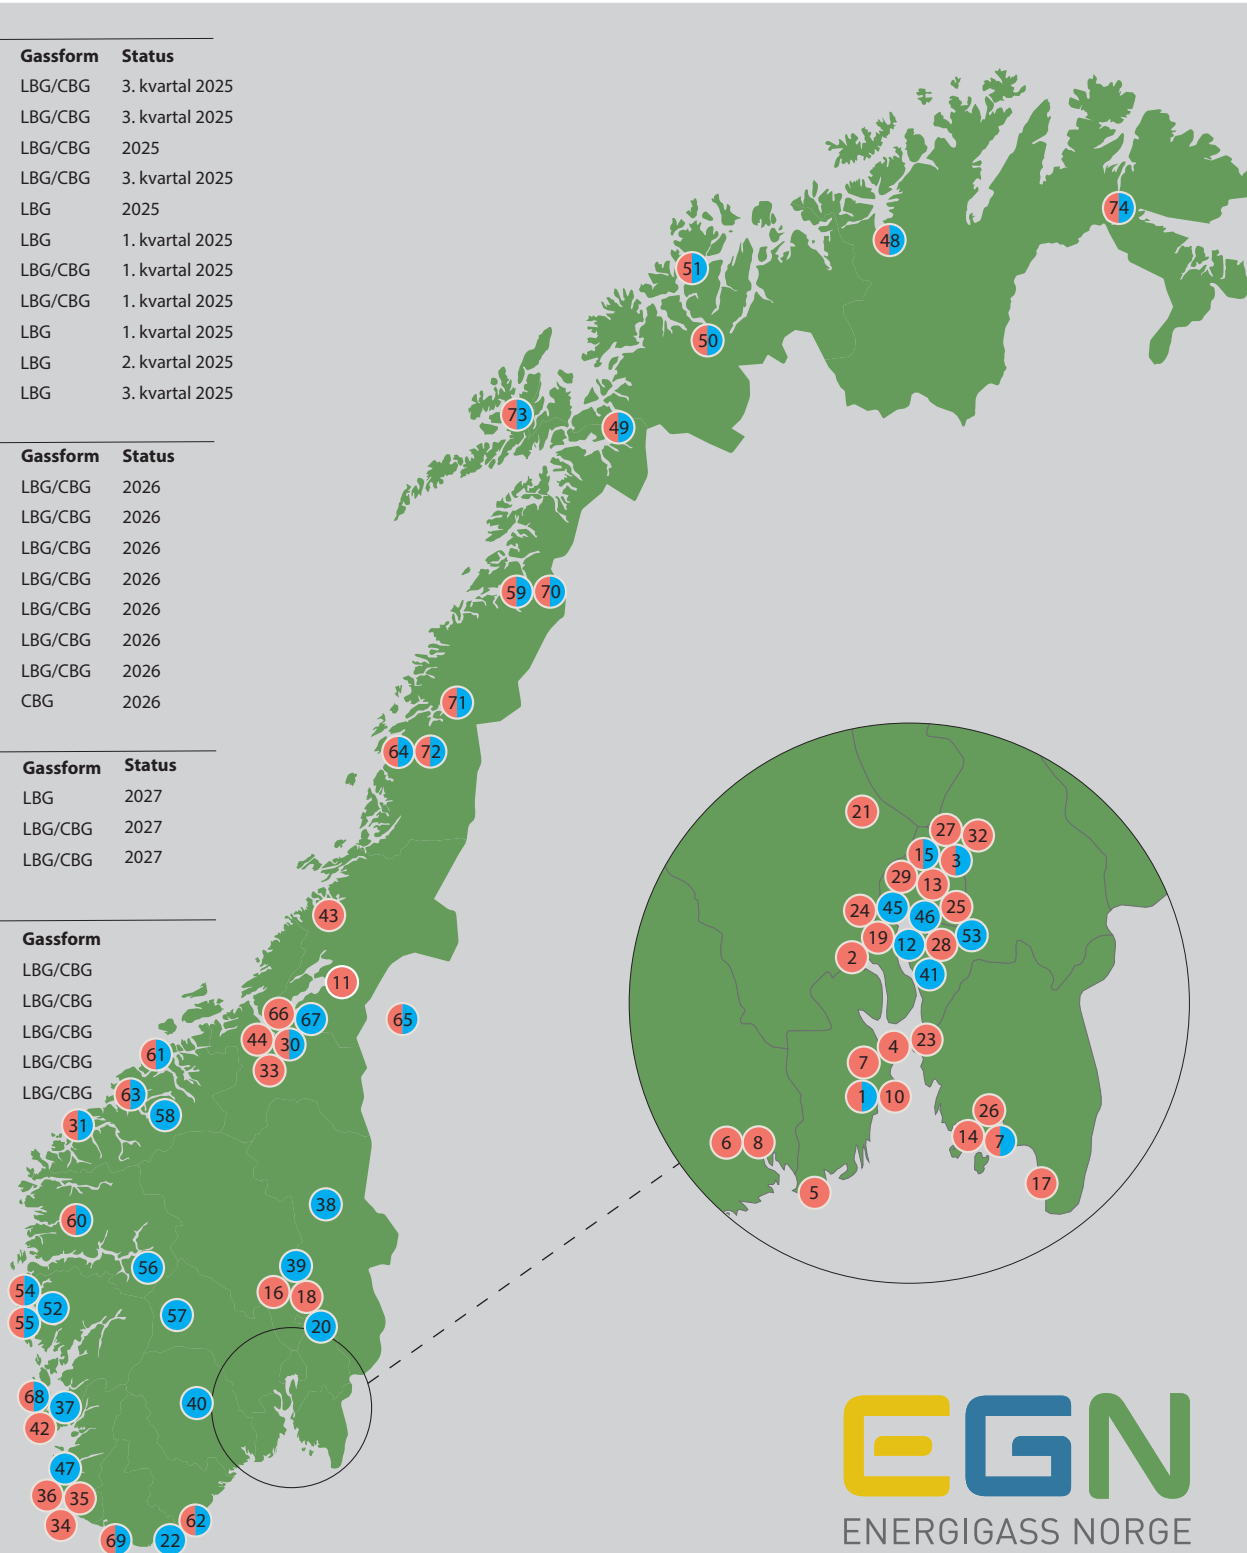 Gassform Status
LBG/CBG 3. kvartal 2025
LBG/CBG 3. kvartal 2025
LBG/CBG 2025
LBG/CBG 3. kvartal 2025
LBG 2025
LBG 1. kvartal 2025
LBG/CBG 1. kvartal 2025
LBG/CBG 1. kvartal 2025
LBG 1. kvartal 2025
LBG 2. kvartal 2025
LBG 3. kvartal 2025
Gassform Status
LBG/CBG 2026
LBG/CBG 2026
LBG/CBG 2026
LBG/CBG 2026
LBG/CBG 2026
LBG/CBG 2026
LBG/CBG 2026
CBG 2026
Gassform Status
LBG 2027
LBG/CBG 2027
LBG/CBG 2027
Gassform
LBG/CBG
LBG/CBG
LBG/CBG
LBG/CBG
LBG/CBG
74
48
51
50
73
49
59 70
71
64 72
43
11
66 67 65
44 30
61
33
63
58
31
38
60
39
56
54
16 18
52
57
55
20
68
37
40
42
47
36 35
34
62
69
22
21
27
32
15 3
29 13
24 45 46 25
19 12 28 53
2
41
23
4
7
1 10
26
14 7
6 8
17
5
EGN
ENERGIGASS NORGE